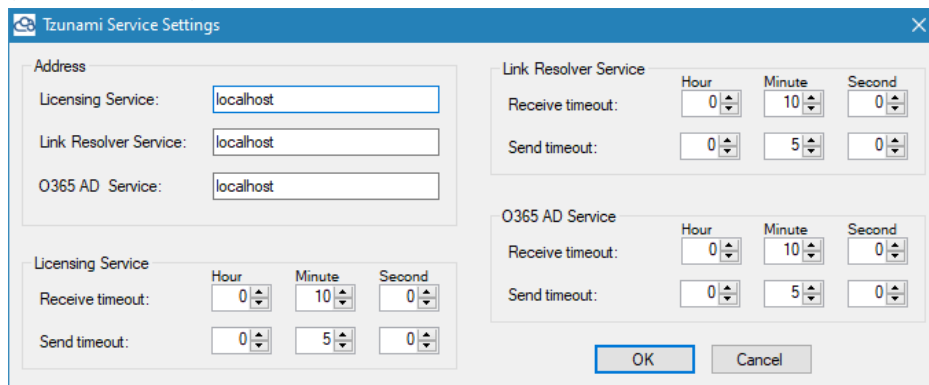 Tzunami Service Settings
Address
Licensing Service: localhost
Link Resolver Service: localhost
O365 AD Service: localhost
Licensing Service
Hour Minute Second
Receive timeout: 0 10 0
Send timeout: 0 5 0
Link Resolver Service
Hour Minute Second
Receive timeout: 0 10 0
Send timeout: 0 5 0
O365 AD Service
Hour Minute Second
Receive timeout: 0 10 0
Send timeout: 0 5 0
OK Cancel